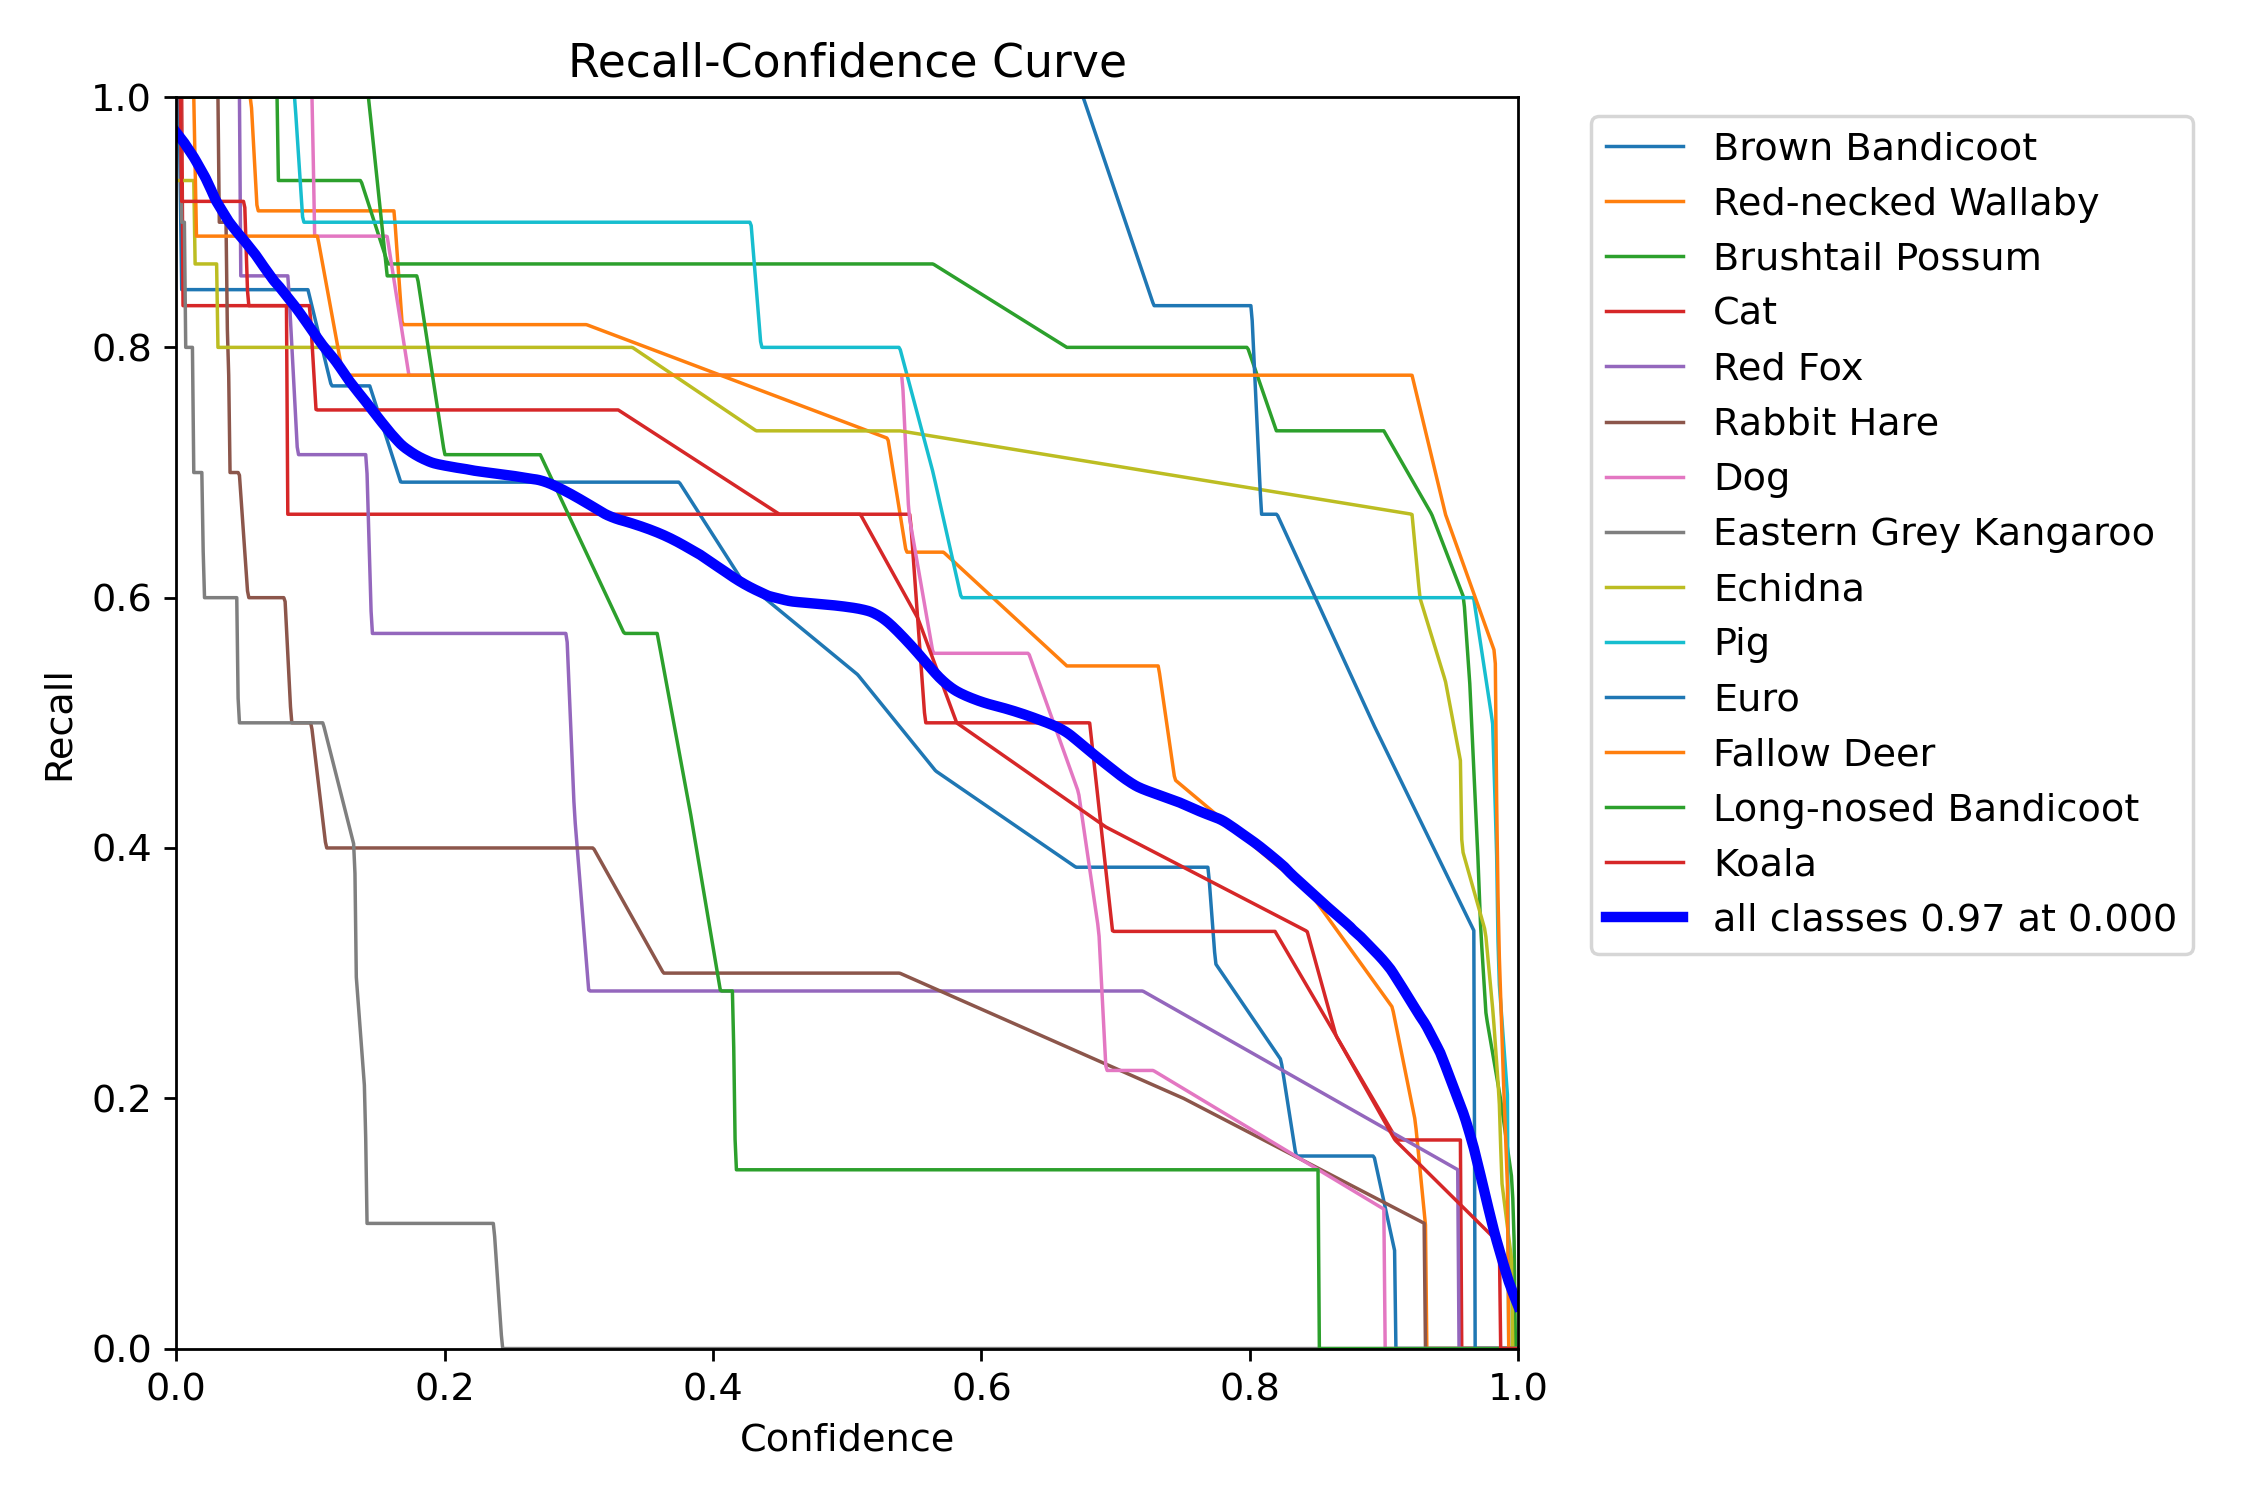 Recall-Confidence Curve
1.0
0.8
0.6
0.4
0.2
0.0
Recall
0.0 0.2 0.4 0.6 0.8 1.0
Confidence
Brown Bandicoot
Red-necked Wallaby
Brushtail Possum
Cat
Red Fox
Rabbit Hare
Dog
Eastern Grey Kangaroo
Echidna
Pig
Euro
Fallow Deer
Long-nosed Bandicoot
Koala
all classes 0.97 at 0.000